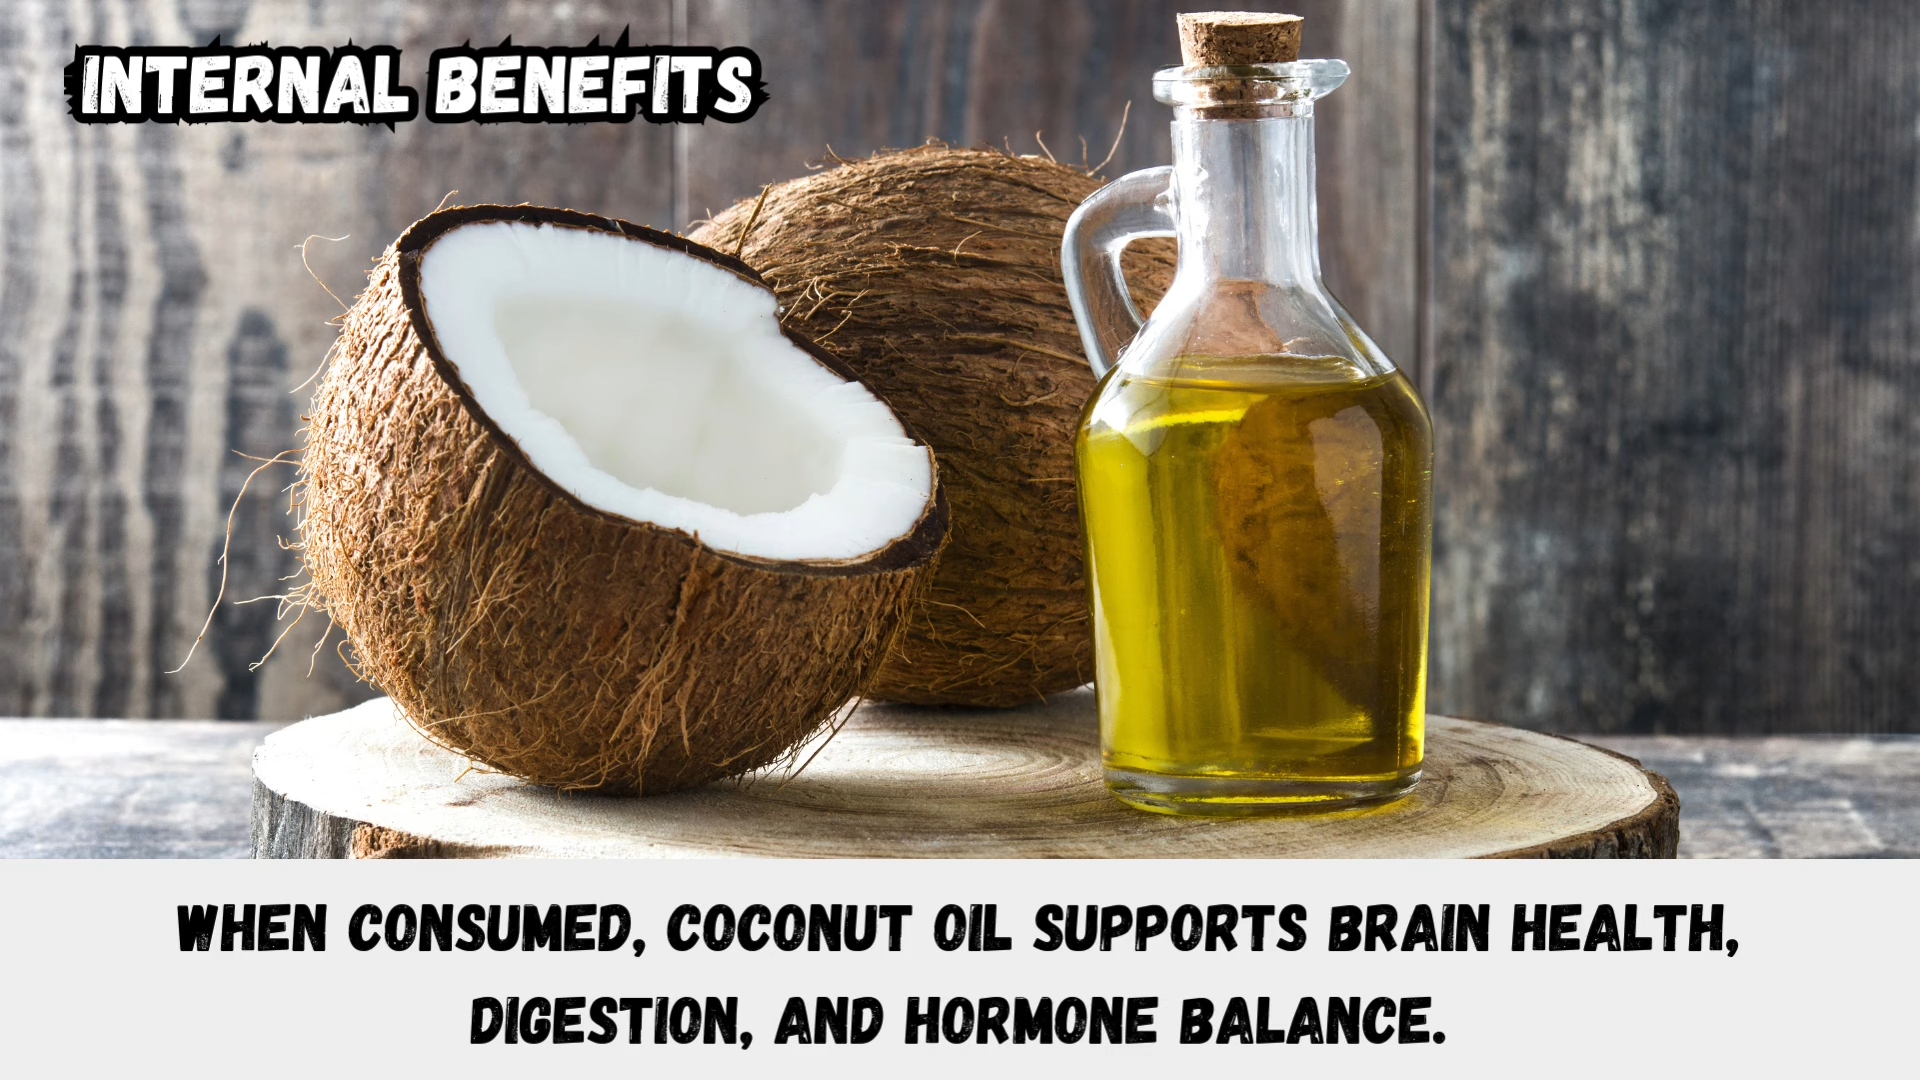 INTERNAL BENEFITS
WHEN CONSUMED, COCONUT OIL SUPPORTS BRAIN HEALTH,
DIGESTION, AND HORMONE BALANCE.